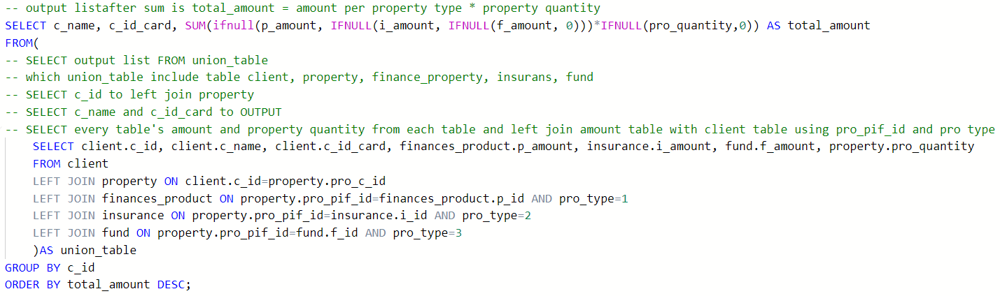 -- output listafter sum is total_amount = amount per property type * property quantity
SELECT c_name, c_id_card, SUM(ifnull(p_amount, IFNULL(i_amount, IFNULL(f_amount, 0)))*IFNULL(pro_quantity,0)) AS total_amount
FROM(
-- SELECT output list FROM union_table
-- which union_table include table client, property, finance_property, insurans, fund
-- SELECT c_id to left join property
-- SELECT c_name and c_id_card to OUTPUT
-- SELECT every table's amount and property quantity from each table and left join amount table with client table using pro_pif_id and pro type
SELECT client.c_id, client.c_name, client.c_id_card, finances_product.p_amount, insurance.i_amount, fund.f_amount, property.pro_quantity
FROM client
LEFT JOIN property ON client.c_id=property.pro_c_id
LEFT JOIN finances_product ON property.pro_pif_id=finances_product.p_id AND pro_type=1
LEFT JOIN insurance ON property.pro_pif_id=insurance.i_id AND pro_type=2
LEFT JOIN fund ON property.pro_pif_id=fund.f_id AND pro_type=3
)AS union_table
GROUP BY c_id
ORDER BY total_amount DESC;